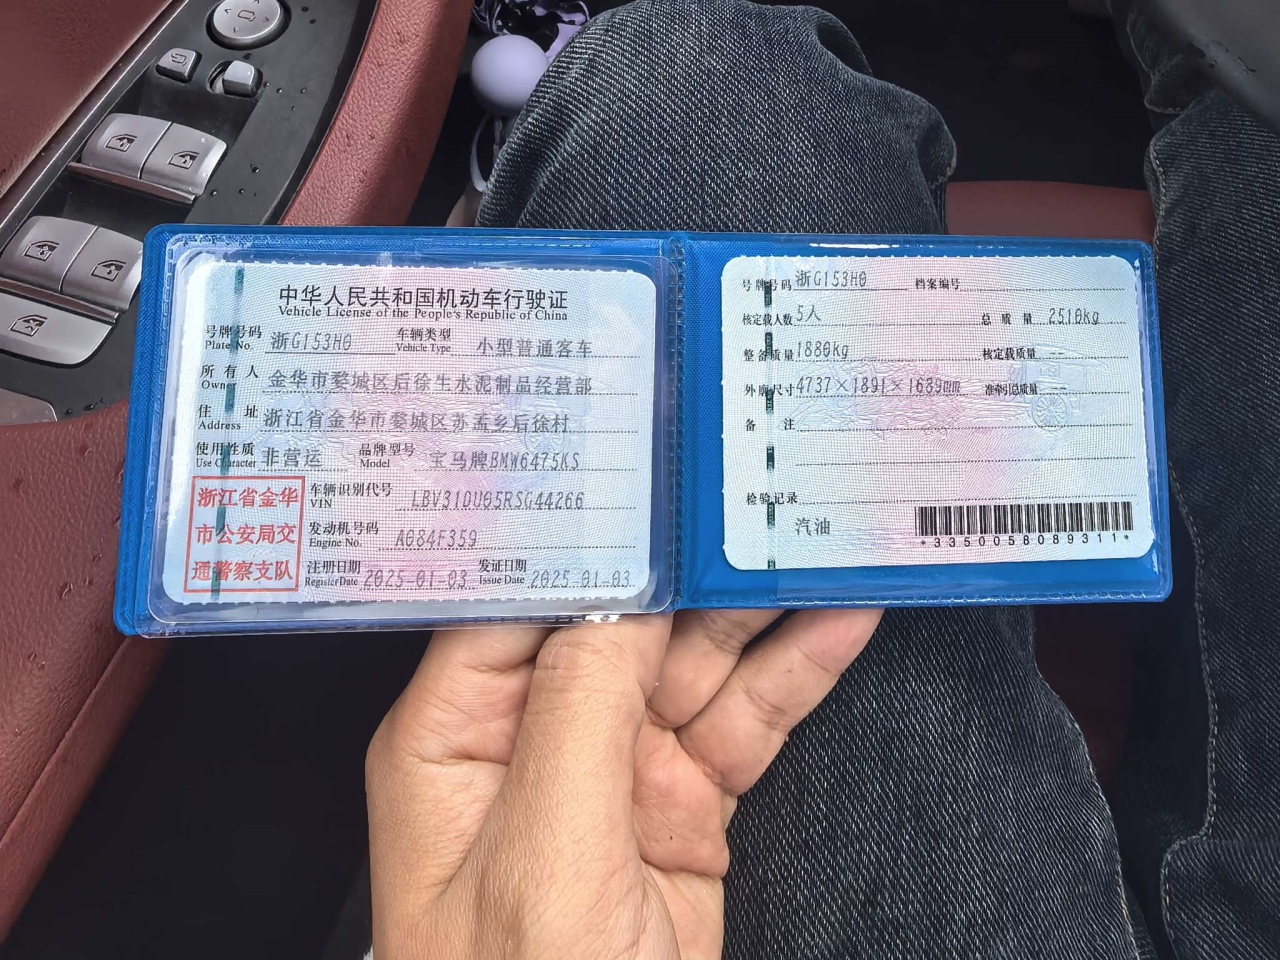 中华人民共和国机动车行驶证
Vehicle License of the People's Republic of China
号牌号码 Plate No. 浙G153H0 车辆类型 Vehicle Type 小型普通客车
所有人 Owner 金华市婺城区后徐生水泥制品经营部
住址 Address 浙江省金华市婺城区苏孟乡后徐村
使用性质 Use Character 非营运 品牌型号 Model 宝马牌BMW6475KS
浙江省金华
市公安局交
通警察支队
车辆识别代号 VIN LBV31OU05RSG44266
发动机号码 Engine No. A084F359
注册日期 Register Date 2025-01-03 发证日期 Issue Date 2025-01-03
号牌号码 浙G153H0 档案编号
核定载人数 5人 总质量 2510kg
整备质量 1880kg 核定载质量 --
外廓尺寸 4737×1891×1689mm 准牵引总质量 --
备注
检验记录
汽油
*3350058089311*